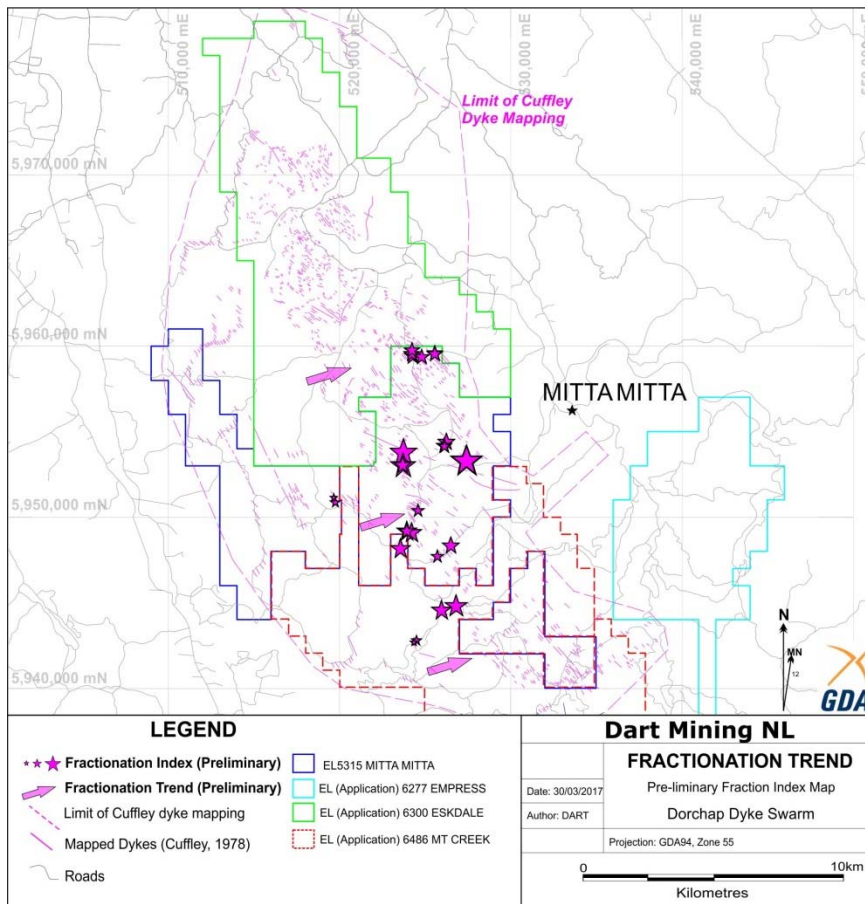 510,000 mE
520,000 mE
530,000 mE
540,000 mE
Limit of Cuffley
Dyke Mapping
5,970,000 mN
5,960,000 mN
MITTA MITTA
5,950,000 mN
N
MN
12
5,940,000 mN
GDA
LEGEND
Fractionation Index (Preliminary)
Fractionation Trend (Preliminary)
Limit of Cuffley dyke mapping
Mapped Dykes (Cuffley, 1978)
Roads
EL5315 MITTA MITTA
EL (Application) 6277 EMPRESS
EL (Application) 6300 ESKDALE
EL (Application) 6486 MT CREEK
Dart Mining NL
FRACTIONATION TREND
Date: 30/03/2017
Pre-liminary Fraction Index Map
Author: DART
Dorchap Dyke Swarm
Projection: GDA94, Zone 55
0
10km
Kilometres